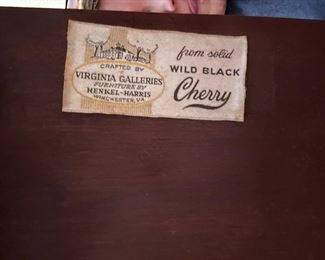 CRAFTED BY
VIRGINIA GALLERIES
FURNITURE BY
HENKEL-HARRIS
WINCHESTER, VA
from solid
WILD BLACK
Cherry